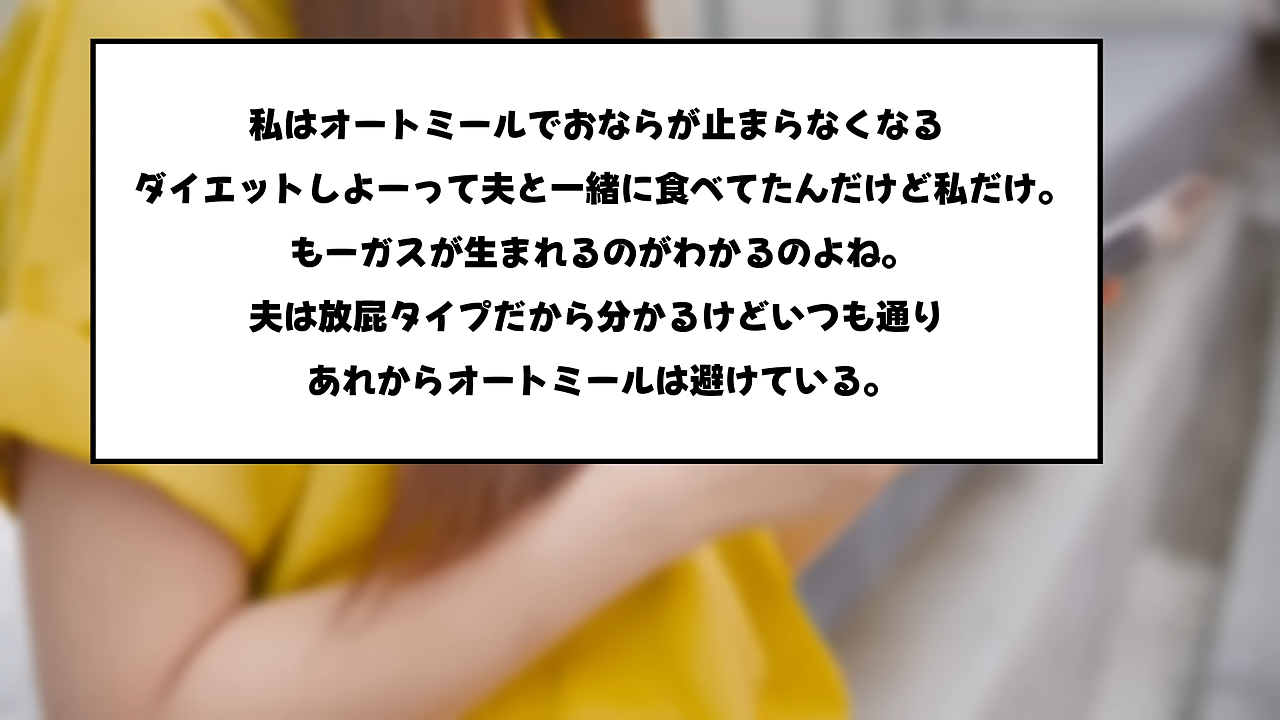 私はオートミールでおならが止まらなくなる
ダイエットしよーって夫と一緒に食べてたんだけど私だけ。
もーガスが生まれるのがわかるのよね。
夫は放屁タイプだから分かるけどいつも通り
あれからオートミールは避けている。